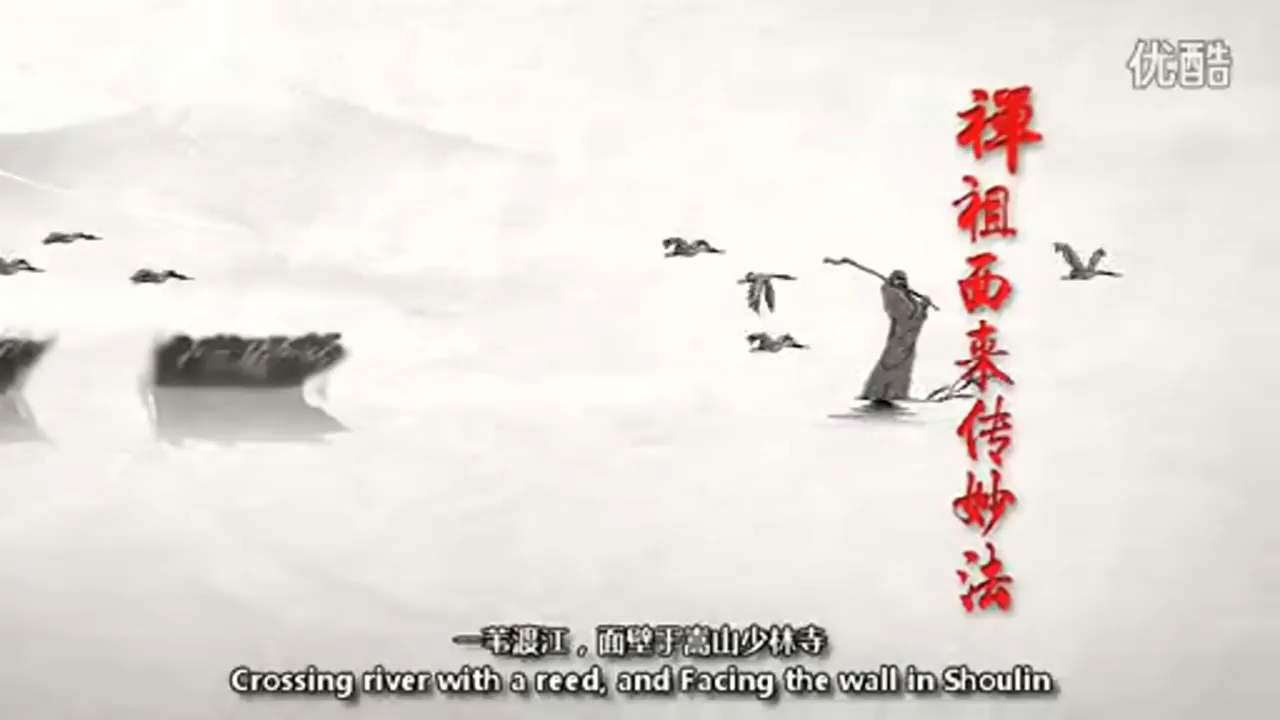 优酷
禅祖西来传妙法
一苇渡江，面壁于嵩山少林寺
Crossing river with a reed, and Facing the wall in Shoulin